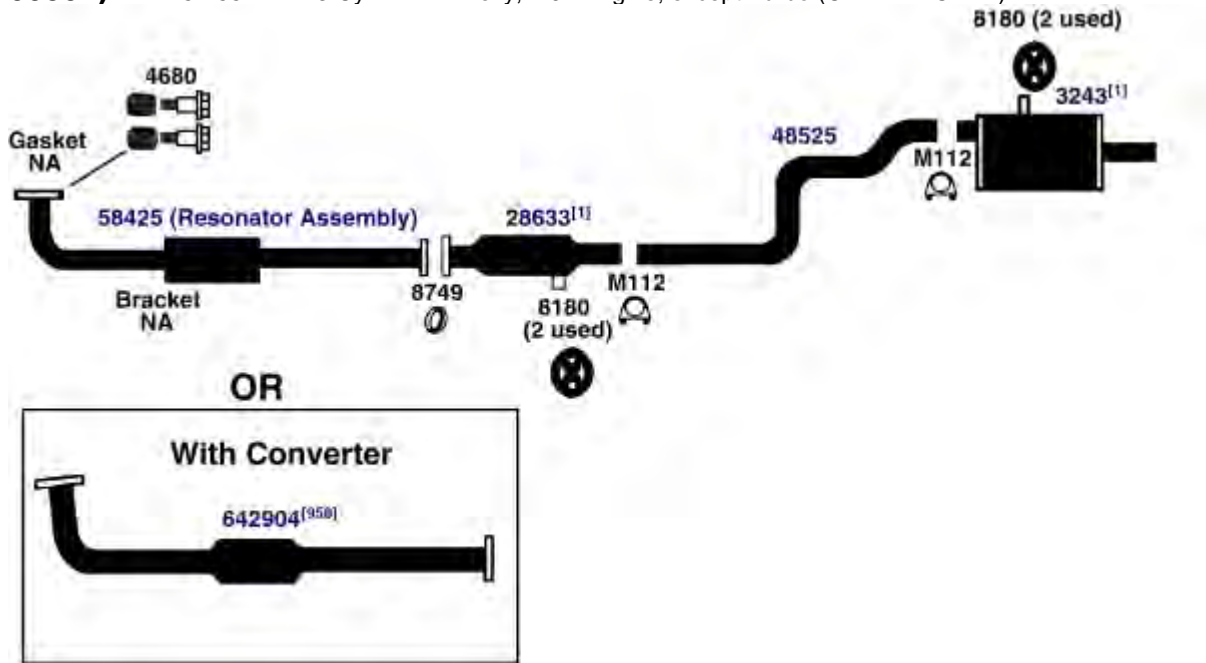 8180 (2 used)
4680
3243[1]
Gasket
NA
48525
M112
58425 (Resonator Assembly)
28633[1]
Bracket
NA
8749
8180
(2 used)
M112
OR
With Converter
642904[958]